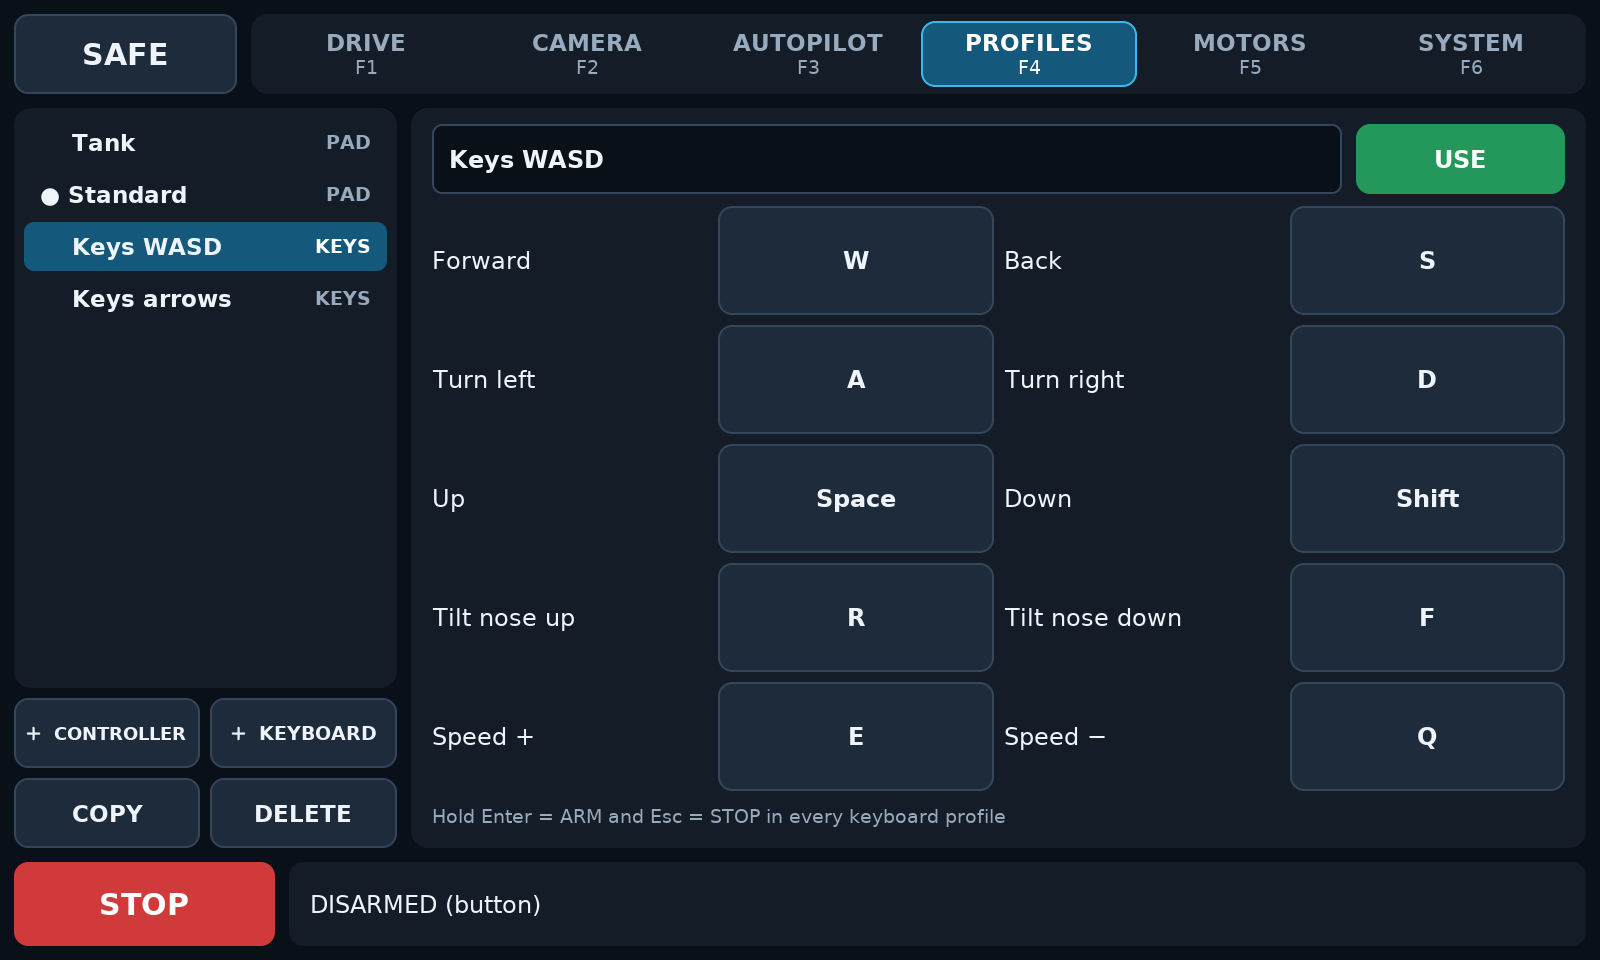 SAFE
DRIVE
F1
CAMERA
F2
AUTOPILOT
F3
PROFILES
F4
MOTORS
F5
SYSTEM
F6
Tank PAD
● Standard PAD
Keys WASD KEYS
Keys arrows KEYS
+ CONTROLLER
+ KEYBOARD
COPY
DELETE
Keys WASD
USE
Forward W Back S
Turn left A Turn right D
Up Space Down Shift
Tilt nose up R Tilt nose down F
Speed + E Speed − Q
Hold Enter = ARM and Esc = STOP in every keyboard profile
STOP
DISARMED (button)